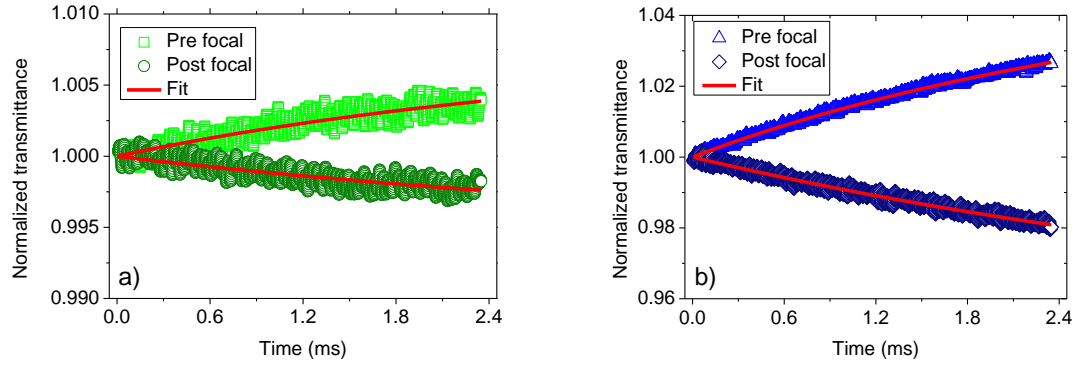 1.010
1.005
1.000
0.995
0.990
Normalized transmittance
Pre focal
Post focal
Fit
a)
0.0 0.6 1.2 1.8 2.4
Time (ms)
1.04
1.02
1.00
0.98
0.96
Normalized transmittance
Pre focal
Post focal
Fit
b)
0.0 0.6 1.2 1.8 2.4
Time (ms)